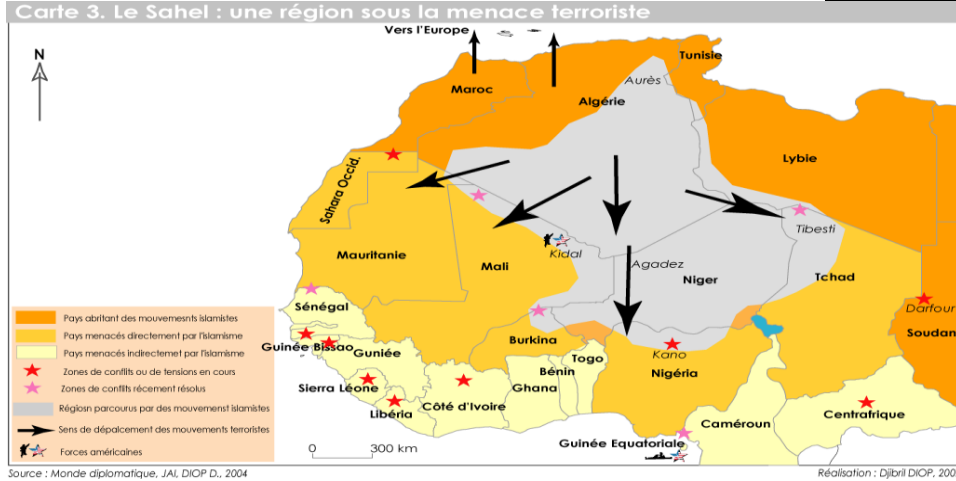 Carte 3. Le Sahel : une région sous la menace terroriste
Vers l'Europe
N
Tunisie
Aurès
Maroc
Algérie
Lybie
Sahara Occid.
Tibesti
Mauritanie
Kidal
Mali
Agadez
Niger
Tchad
Sénégal
Darfour
Pays abritant des mouvemesnts islamistes
Soudan
Pays menacés directement par l'islamisme
Burkina
Guinée Bissao
Guniée
Pays menacés indirectemet par l'islamisme
Togo
Kano
Bénin
Nigéria
Zones de conflits ou de tensions en cours
Sierra Léone
Ghana
Zones de conflits récement résolus
Libéria
Côté d'Ivoire
Centrafrique
Régiosn parcourus par des mouvemenst islamistes
Caméroun
Sens de dépalcement des mouvements terroristes
Guinée Equatoriale
0 300 km
Forces américaines
Source : Monde diplomatique, JAI, DIOP D., 2004
Réalisation : Djibril DIOP, 200